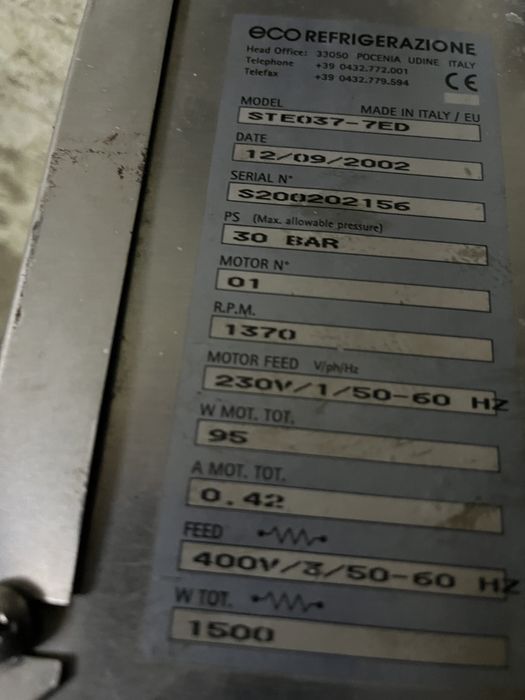 eco REFRIGERAZIONE
Head Office: 33050 POCENIA UDINE ITALY
Telephone +39 0432.772.001
Telefax +39 0432.779.594
CE
MODEL MADE IN ITALY / EU
STE037-7ED
DATE
12/09/2002
SERIAL N°
S200202156
PS (Max. allowable pressure)
30 BAR
MOTOR N°
01
R.P.M.
1370
MOTOR FEED V/ph/Hz
230V/1/50-60 HZ
W MOT. TOT.
95
A MOT. TOT.
0.42
FEED
400V/3/50-60 HZ
W TOT.
1500